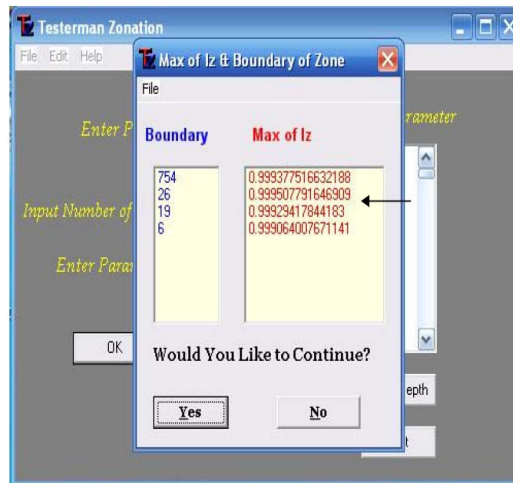 Testerman Zonation
File Edit Help
Max of Iz & Boundary of Zone
File
Enter P
rameter
Boundary Max of Iz
754 0.999377516632188
26 0.999507791646909
19 0.99929417844183
6 0.999064007671141
Input Number of
Enter Para
OK
Would You Like to Continue?
epth
Yes No
t